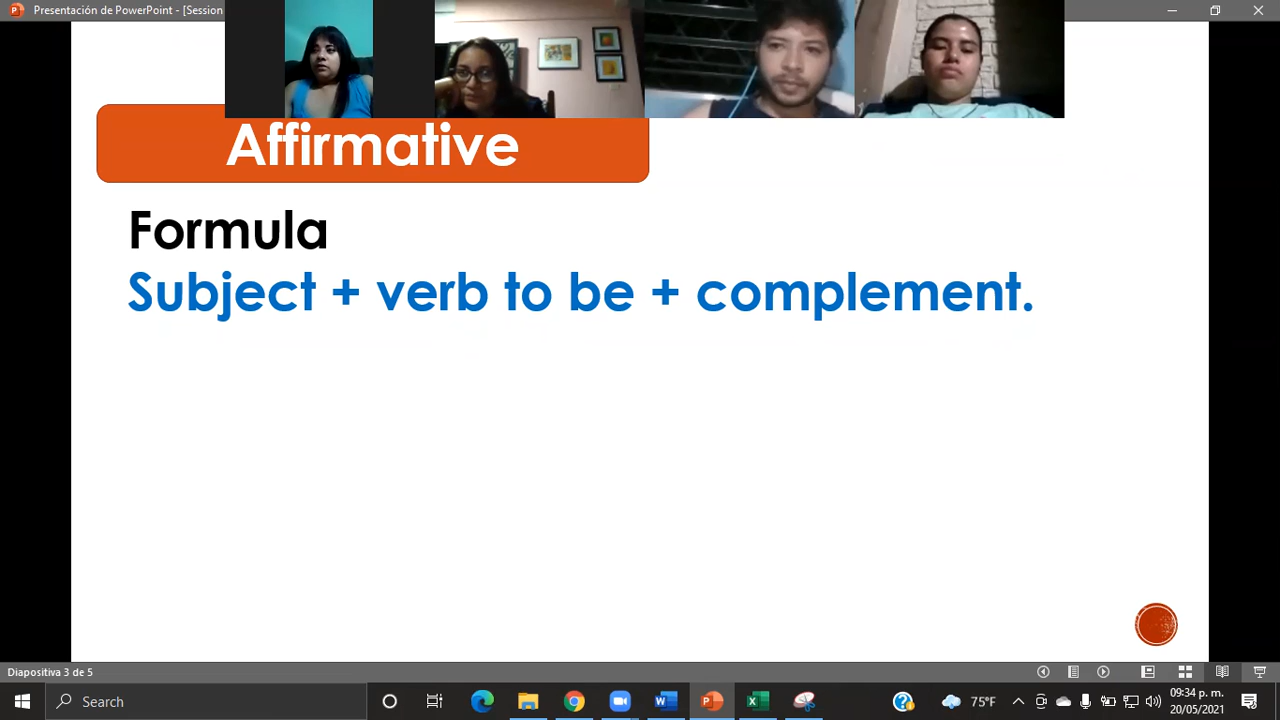 Presentación de PowerPoint - [Session
Affirmative
Formula
Subject + verb to be + complement.
Diapositiva 3 de 5
Search
75°F
09:34 p. m.
20/05/2021